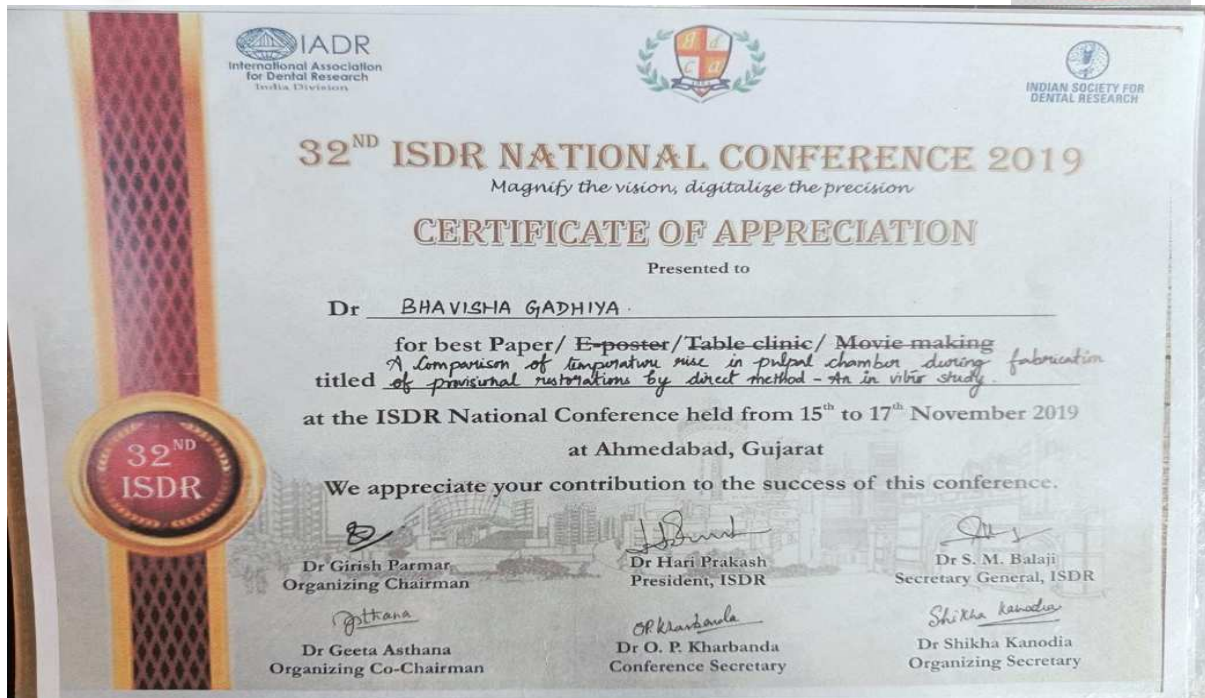 IADR
International Association
for Dental Research
India Division
INDIAN SOCIETY FOR
DENTAL RESEARCH
32ND ISDR NATIONAL CONFERENCE 2019
Magnify the vision, digitalize the precision
CERTIFICATE OF APPRECIATION
Presented to
Dr BHAVISHA GADHIYA.
for best Paper/ E-poster/Table clinic/ Movie making
A Comparison of temperature rise in pulpal chamber during fabrication
titled of provisional restorations by direct method - An in vitro study.
at the ISDR National Conference held from 15th to 17th November 2019
at Ahmedabad, Gujarat
We appreciate your contribution to the success of this conference.
32ND
ISDR
Dr Girish Parmar
Organizing Chairman
Dr Hari Prakash
President, ISDR
Dr S. M. Balaji
Secretary General, ISDR
Asthana
Dr Geeta Asthana
Organizing Co-Chairman
OP. Kharbanda
Dr O. P. Kharbanda
Conference Secretary
Shikha Kanodia
Dr Shikha Kanodia
Organizing Secretary